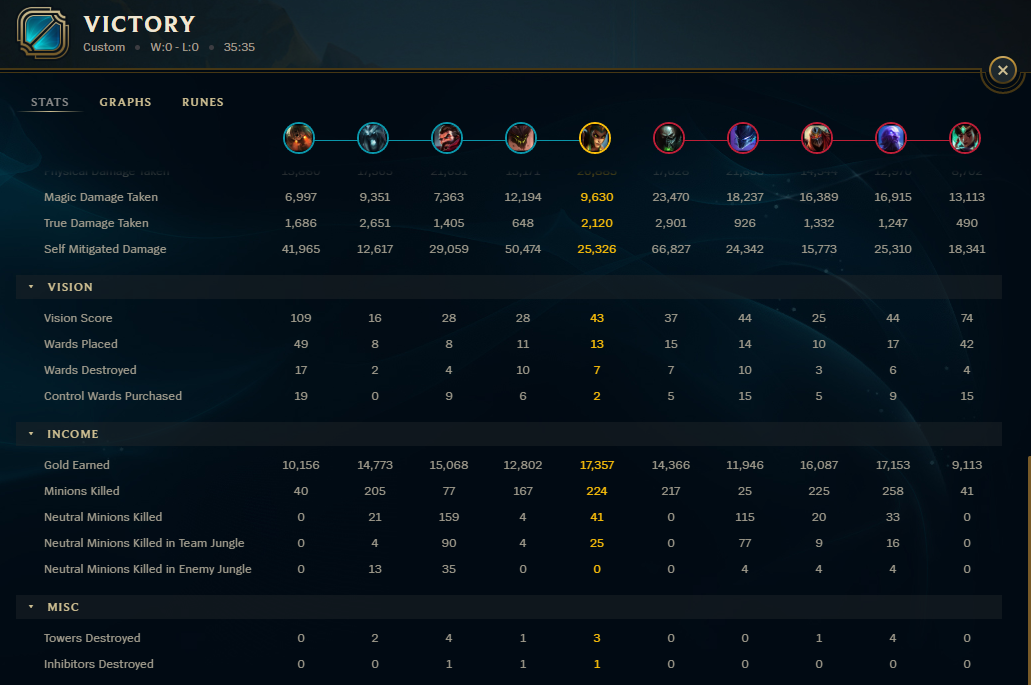 VICTORY
Custom • W:0 - L:0 • 35:35
STATS GRAPHS RUNES
Physical Damage Taken
Magic Damage Taken 6,997 9,351 7,363 12,194 9,630 23,470 18,237 16,389 16,915 13,113
True Damage Taken 1,686 2,651 1,405 648 2,120 2,901 926 1,332 1,247 490
Self Mitigated Damage 41,965 12,617 29,059 50,474 25,326 66,827 24,342 15,773 25,310 18,341
VISION
Vision Score 109 16 28 28 43 37 44 25 44 74
Wards Placed 49 8 8 11 13 15 14 10 17 42
Wards Destroyed 17 2 4 10 7 7 10 3 6 4
Control Wards Purchased 19 0 9 6 2 5 15 5 9 15
INCOME
Gold Earned 10,156 14,773 15,068 12,802 17,357 14,366 11,946 16,087 17,153 9,113
Minions Killed 40 205 77 167 224 217 25 225 258 41
Neutral Minions Killed 0 21 159 4 41 0 115 20 33 0
Neutral Minions Killed in Team Jungle 0 4 90 4 25 0 77 9 16 0
Neutral Minions Killed in Enemy Jungle 0 13 35 0 0 0 4 4 4 0
MISC
Towers Destroyed 0 2 4 1 3 0 0 1 4 0
Inhibitors Destroyed 0 0 1 1 1 0 0 0 0 0